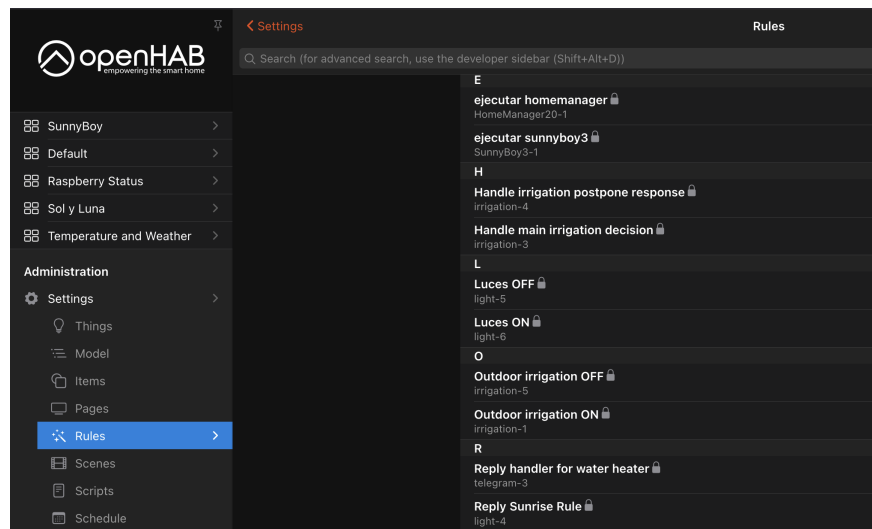 openHAB
empowering the smart home
SunnyBoy
Default
Raspberry Status
Sol y Luna
Temperature and Weather
Administration
Settings
Things
Model
Items
Pages
Rules
Scenes
Scripts
Schedule
Settings
Rules
Search (for advanced search, use the developer sidebar (Shift+Alt+D))
E
ejecutar homemanager
HomeManager20-1
ejecutar sunnyboy3
SunnyBoy3-1
H
Handle irrigation postpone response
irrigation-4
Handle main irrigation decision
irrigation-3
L
Luces OFF
light-5
Luces ON
light-6
O
Outdoor irrigation OFF
irrigation-5
Outdoor irrigation ON
irrigation-1
R
Reply handler for water heater
telegram-3
Reply Sunrise Rule
light-4